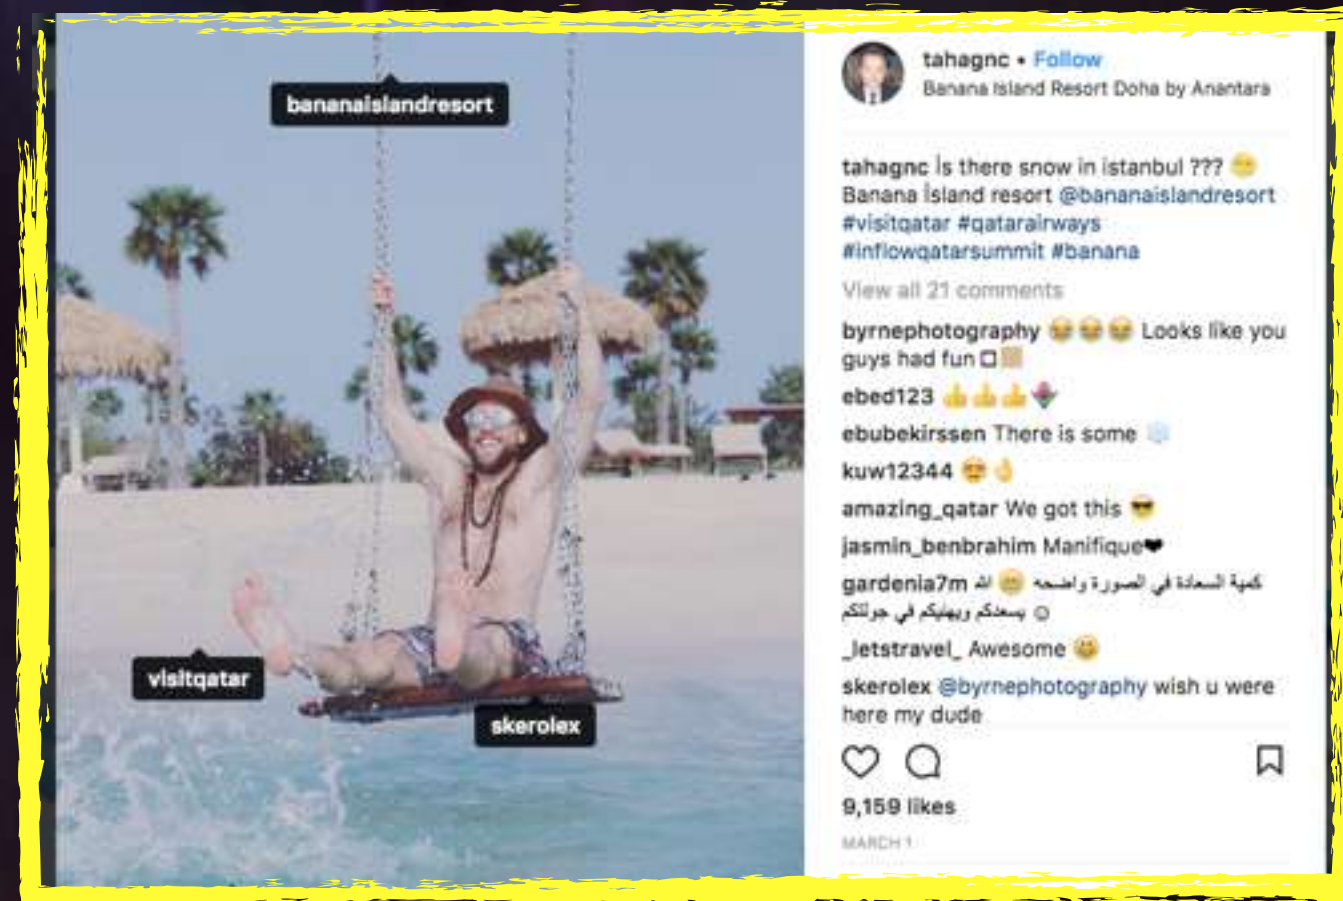 bananaislandresort
visitqatar
skerolex
tahagnc • Follow
Banana Island Resort Doha by Anantara
tahagnc İs there snow in istanbul ??? 😁
Banana İsland resort @bananaislandresort
#visitqatar #qatarairways
#inflowqatarsummit #banana
View all 21 comments
byrnephotography 😂😂😂 Looks like you
guys had fun
ebed123 👍👍👍
ebubekirssen There is some ❄️
kuw12344 😍👌
amazing_qatar We got this 😎
jasmin_benbrahim Manifique❤
gardenia7m كمية السعادة في الصورة واضحه 😊 الله
يسعدكم ويهنيكم في جولتكم ☺
_letstravel_ Awesome 😃
skerolex @byrnephotography wish u were
here my dude
9,159 likes
MARCH 1